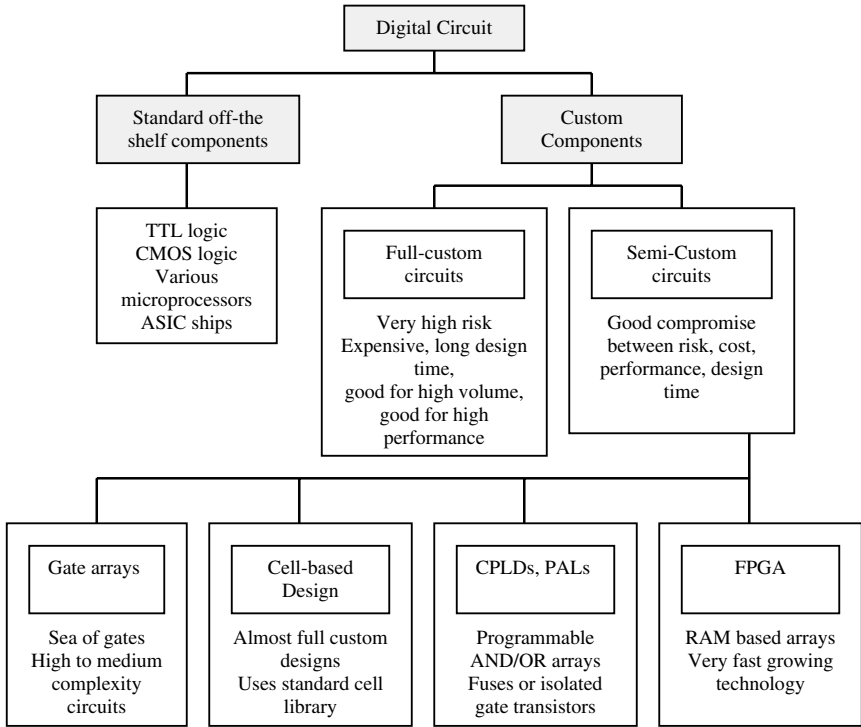 Digital Circuit
Standard off-the
shelf components
Custom
Components
TTL logic
CMOS logic
Various
microprocessors
ASIC ships
Full-custom
circuits
Very high risk
Expensive, long design
time,
good for high volume,
good for high
performance
Semi-Custom
circuits
Good compromise
between risk, cost,
performance, design
time
Gate arrays
Sea of gates
High to medium
complexity
circuits
Cell-based
Design
Almost full custom
designs
Uses standard cell
library
CPLDs, PALs
Programmable
AND/OR arrays
Fuses or isolated
gate transistors
FPGA
RAM based arrays
Very fast growing
technology